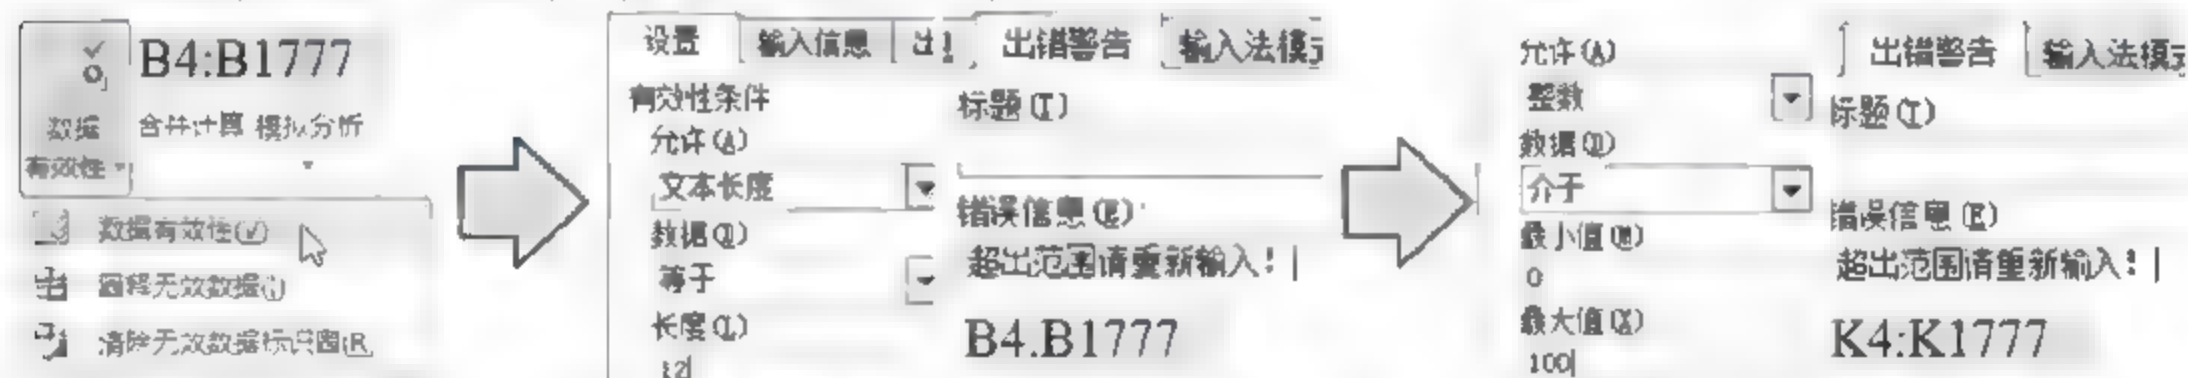 B4:B1777
数据
有效性
合并计算 模拟分析
数据有效性(V)
圈释无效数据(I)
清除无效数据标识圈(R)
设置 输入信息
有效性条件
允许(A)
文本长度
数据(D)
等于
长度(L)
12
出错警告 输入法模式
标题(T)
错误信息(E)
超出范围请重新输入!
B4.B1777
允许(A)
整数
数据(D)
介于
最小值(M)
0
最大值(X)
100
出错警告 输入法模式
标题(T)
错误信息(E)
超出范围请重新输入!
K4:K1777